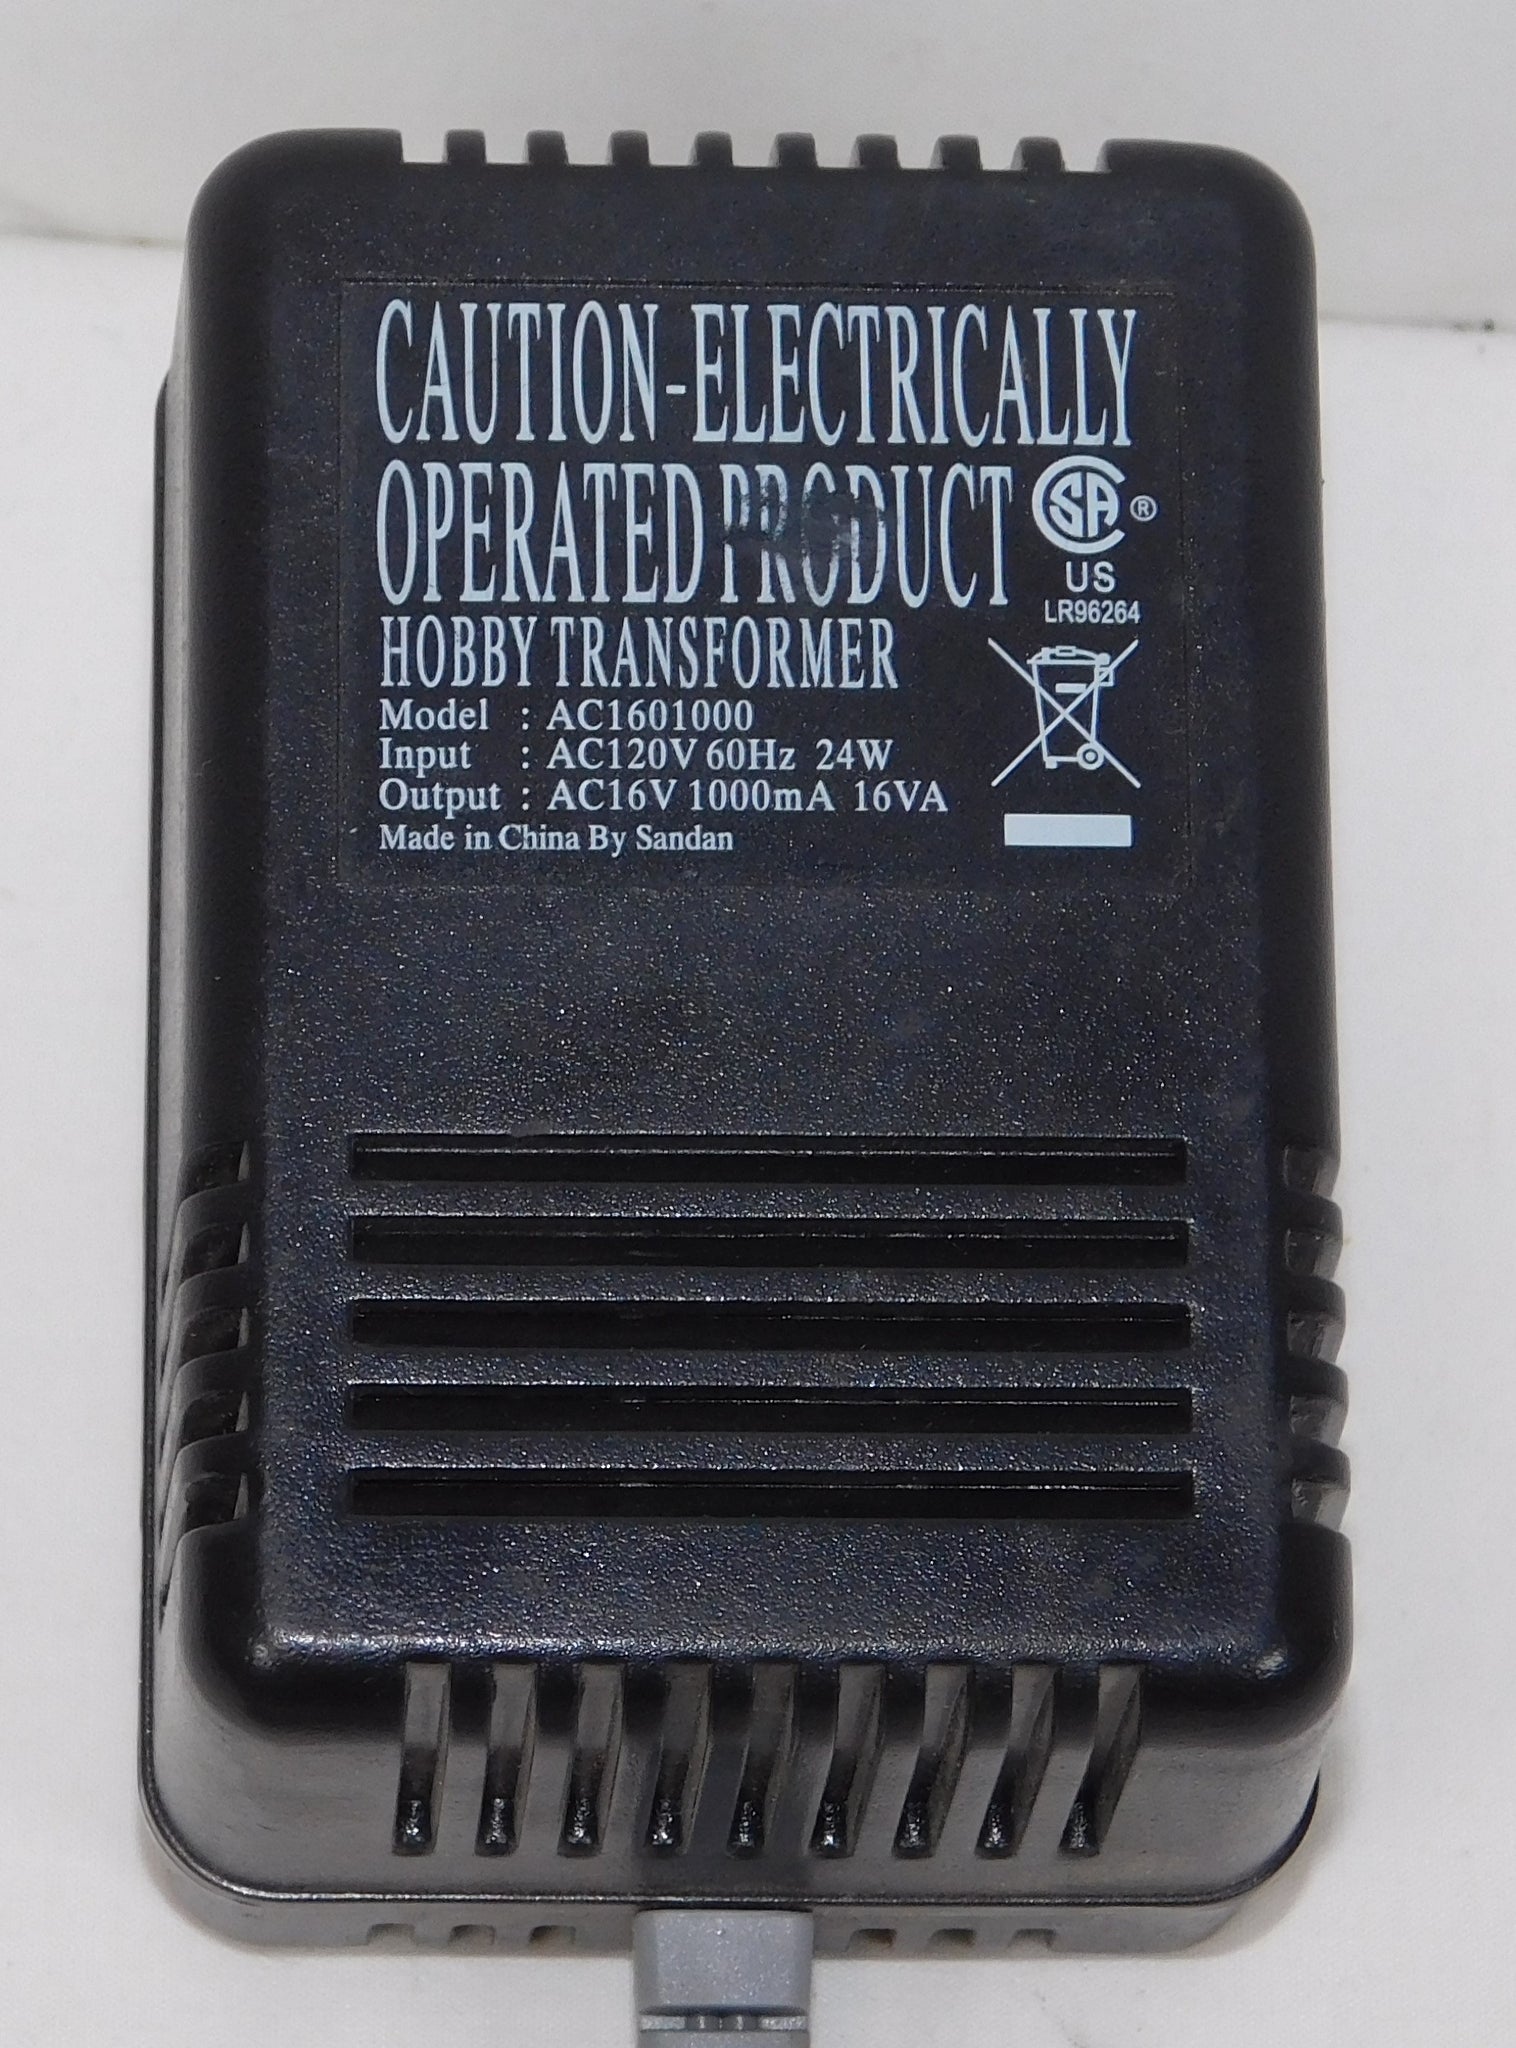 CAUTION-ELECTRICALLY
OPERATED PRODUCT
HOBBY TRANSFORMER
Model : AC1601000
Input : AC120V 60Hz 24W
Output : AC16V 1000mA 16VA
Made in China By Sandan
CSA ®
US
LR96264